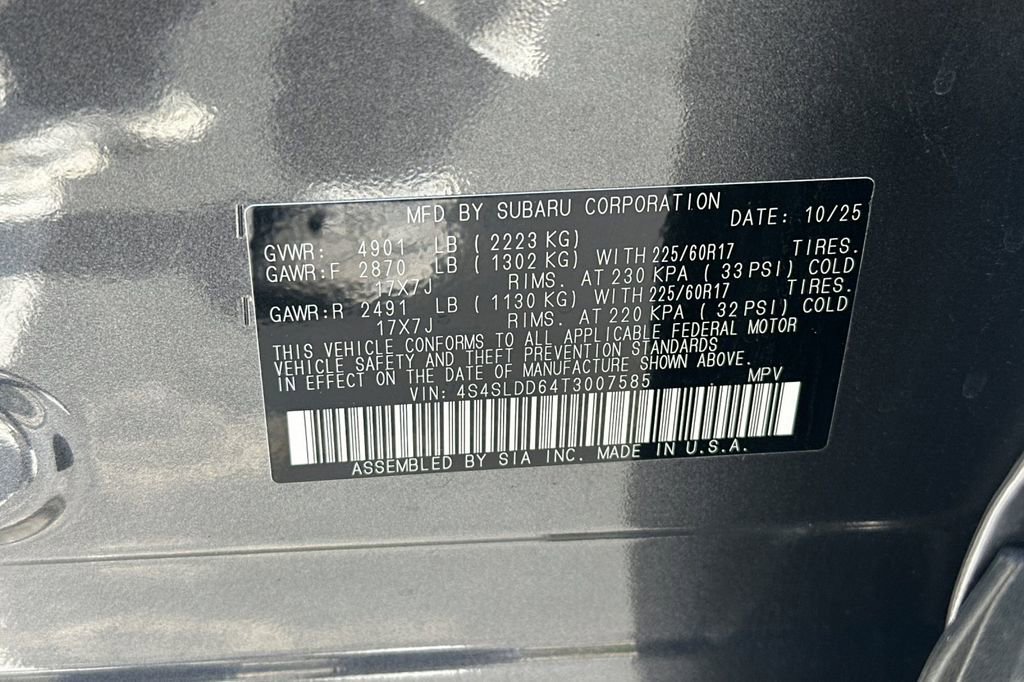 MFD BY SUBARU CORPORATION DATE: 10/25
GVWR: 4901 LB ( 2223 KG)
GAWR:F 2870 LB ( 1302 KG) WITH 225/60R17 TIRES.
17X7J RIMS. AT 230 KPA ( 33 PSI) COLD
GAWR:R 2491 LB ( 1130 KG) WITH 225/60R17 TIRES.
17X7J RIMS. AT 220 KPA ( 32 PSI) COLD
THIS VEHICLE CONFORMS TO ALL APPLICABLE FEDERAL MOTOR
VEHICLE SAFETY AND THEFT PREVENTION STANDARDS
IN EFFECT ON THE DATE OF MANUFACTURE SHOWN ABOVE.
VIN: 4S4SLDD64T3007585 MPV
ASSEMBLED BY SIA INC. MADE IN U.S.A.